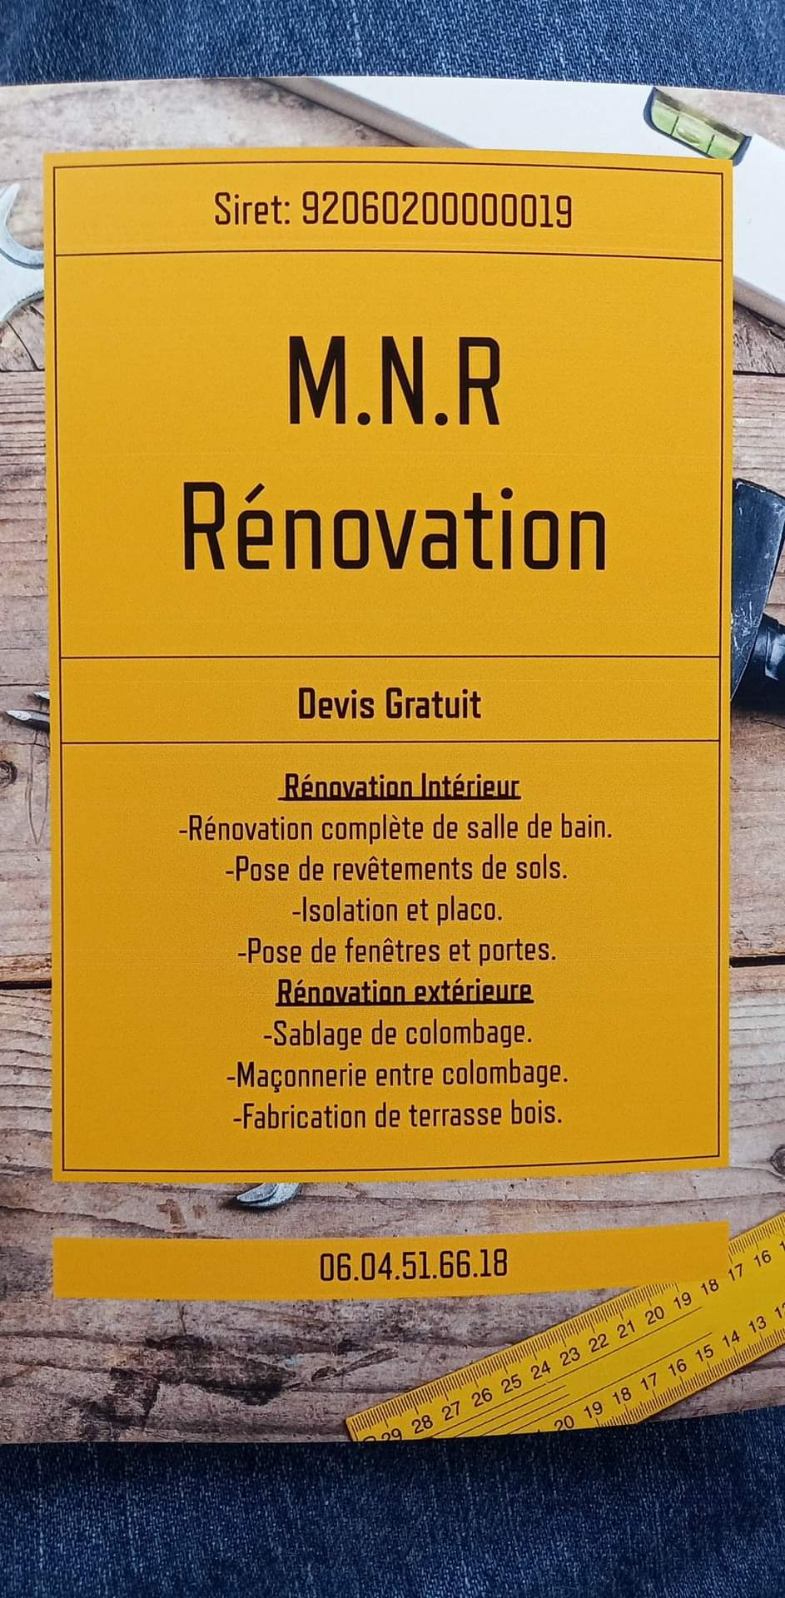 Siret: 92060200000019
M.N.R
Rénovation
Devis Gratuit
Rénovation Intérieur
-Rénovation complète de salle de bain.
-Pose de revêtements de sols.
-Isolation et placo.
-Pose de fenêtres et portes.
Rénovation extérieure
-Sablage de colombage.
-Maçonnerie entre colombage.
-Fabrication de terrasse bois.
06.04.51.66.18
29 28 27 26 25 24 23 22 21 20 19 18 17 16
20 19 18 17 16 15 14 13